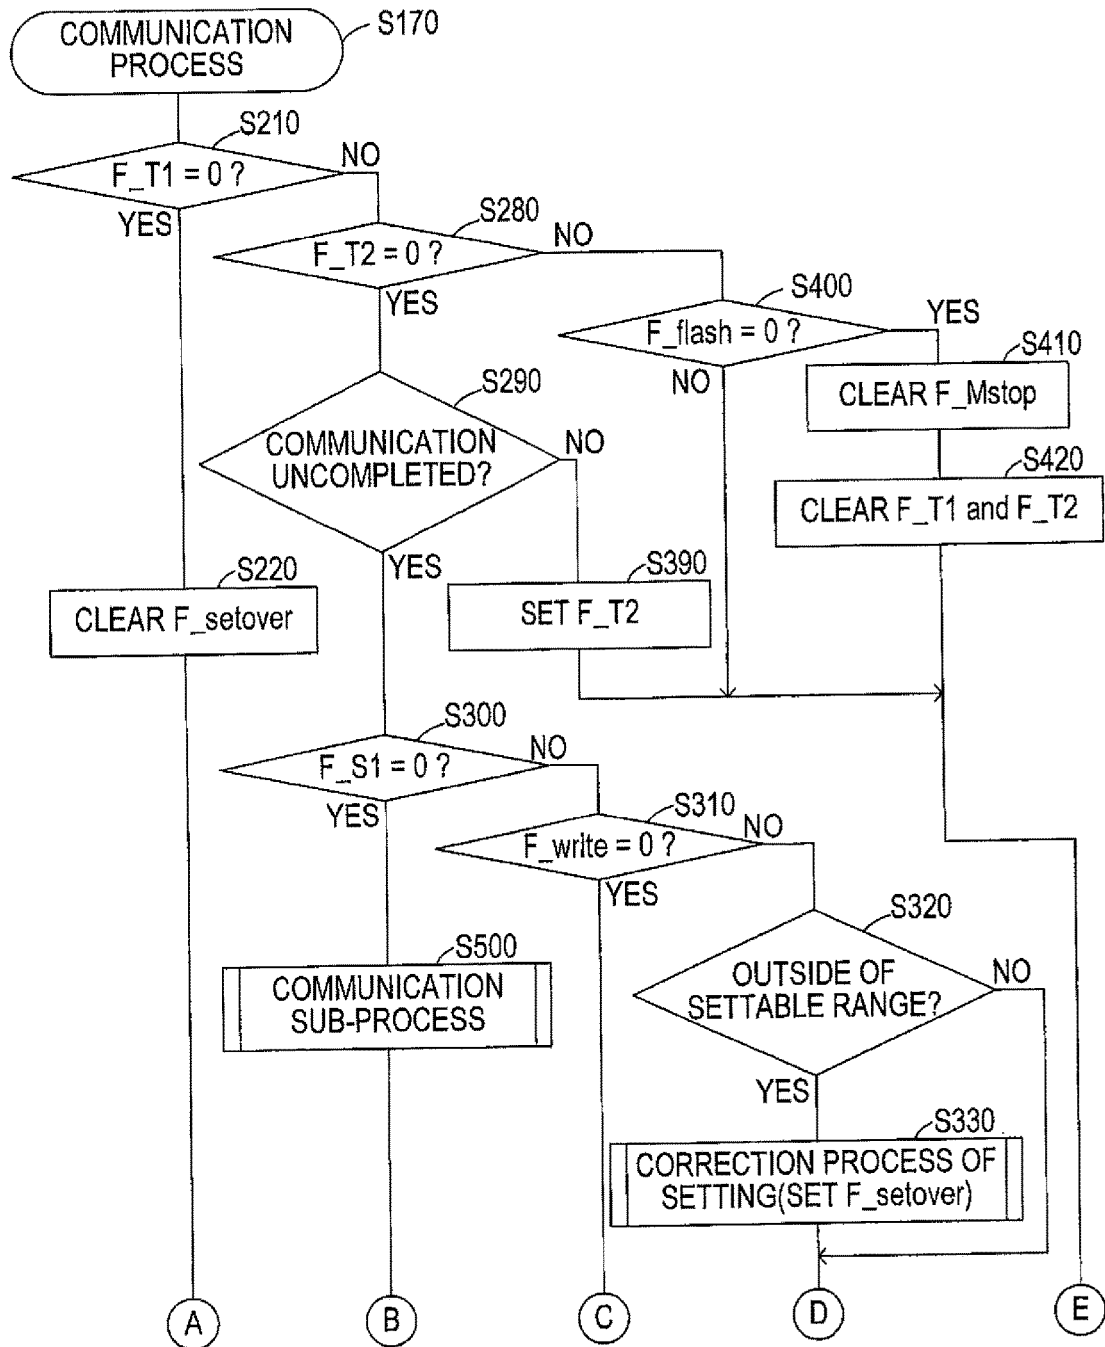 COMMUNICATION
PROCESS
S170
S210
F_T1 = 0 ?
NO
YES
S280
F_T2 = 0 ?
NO
YES
S400
F_flash = 0 ?
YES
NO
S410
CLEAR F_Mstop
S420
CLEAR F_T1 and F_T2
S290
COMMUNICATION
UNCOMPLETED?
NO
YES
S220
CLEAR F_setover
S390
SET F_T2
S300
F_S1 = 0 ?
NO
YES
S310
F_write = 0 ?
NO
YES
S320
OUTSIDE OF
SETTABLE RANGE?
NO
YES
S500
COMMUNICATION
SUB-PROCESS
S330
CORRECTION PROCESS OF
SETTING(SET F_setover)
A
B
C
D
E